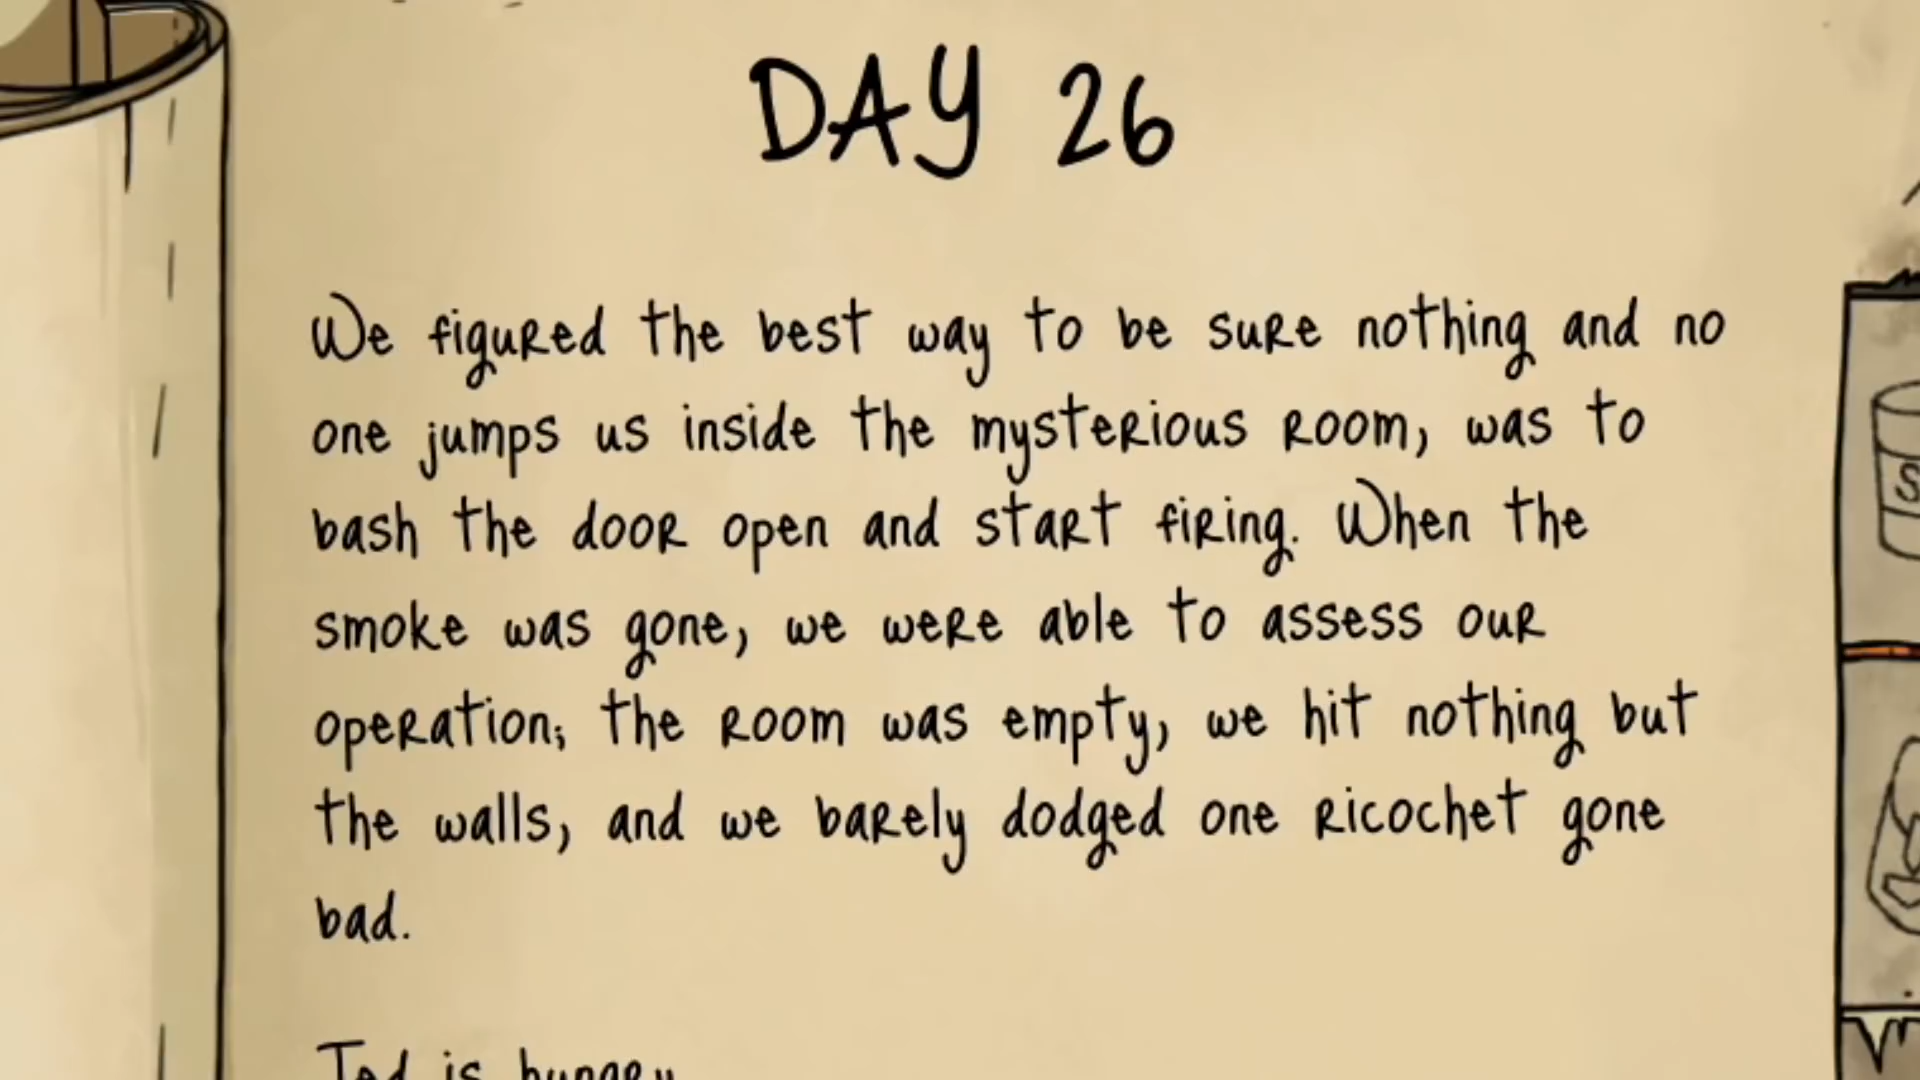 DAY 26
We figured the best way to be sure nothing and no
one jumps us inside the mysterious room, was to
bash the door open and start firing. When the
smoke was gone, we were able to assess our
operation; the room was empty, we hit nothing but
the walls, and we barely dodged one ricochet gone
bad.
Ted is hungry